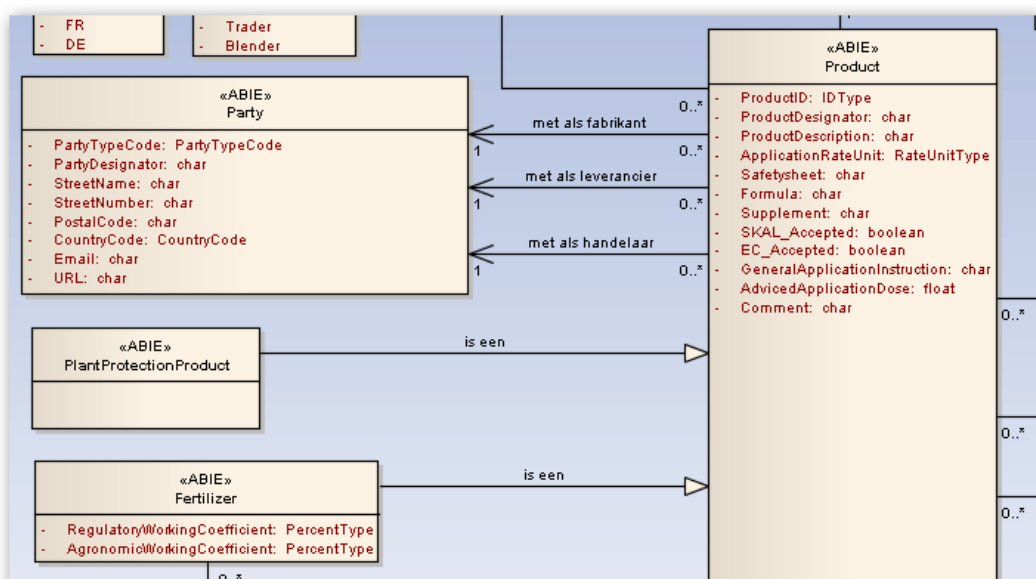 - FR
- DE
- Trader
- Blender
«ABIE»
Party
- PartyTypeCode: PartyTypeCode
- PartyDesignator: char
- StreetName: char
- StreetNumber: char
- PostalCode: char
- CountryCode: CountryCode
- Email: char
- URL: char
0..*
met als fabrikant
1
0..*
met als leverancier
1
0..*
met als handelaar
1
0..*
«ABIE»
Product
- ProductID: IDType
- ProductDesignator: char
- ProductDescription: char
- ApplicationRateUnit: RateUnitType
- Safetysheet: char
- Formula: char
- Supplement: char
- SKAL_Accepted: boolean
- EC_Accepted: boolean
- GeneralApplicationInstruction: char
- AdvicedApplicationDose: float
- Comment: char
0..*
0..*
0..*
«ABIE»
PlantProtectionProduct
is een
«ABIE»
Fertilizer
- RegulatoryWorkingCoefficient: PercentType
- AgronomicWorkingCoefficient: PercentType
is een
0..*